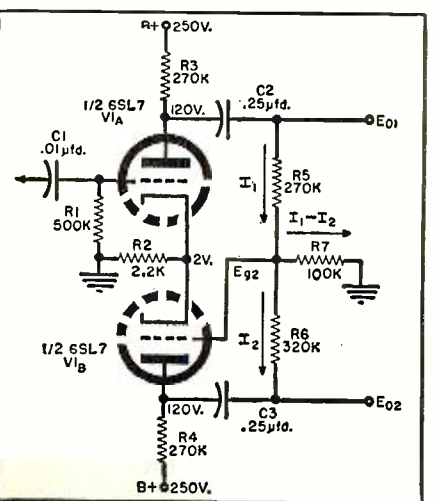 B+ 250V.
R3
270K
1/2 6SL7
V1A
120V.
C2
.25µfd.
E01
C1
.01µfd.
I1
R5
270K
I1-I2
R1
500K
R2
2.2K
2V.
Eg2
R7
100K
1/2 6SL7
V1B
I2
R6
320K
120V.
C3
.25µfd.
E02
R4
270K
B+ 250V.